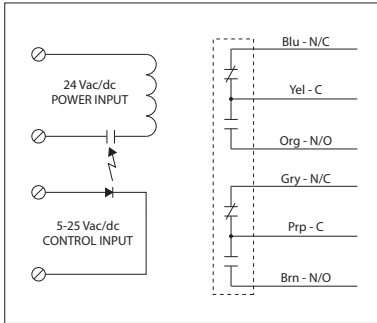 24 Vac/dc
POWER INPUT
5-25 Vac/dc
CONTROL INPUT
Blu - N/C
Yel - C
Org - N/O
Gry - N/C
Prp - C
Brn - N/O